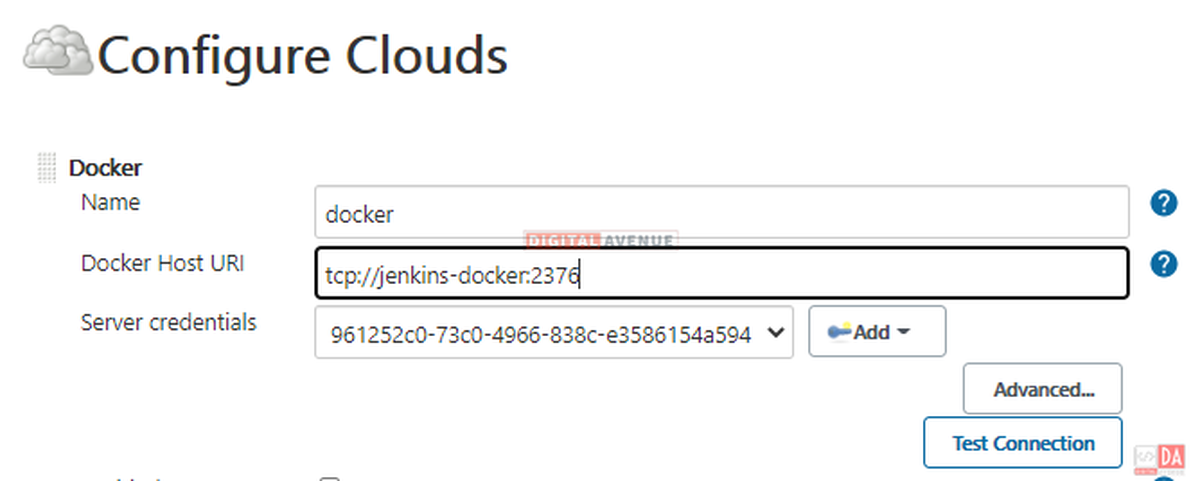 Configure Clouds
Docker
Name
docker
DIGITAL AVENUE
Docker Host URI
tcp://jenkins-docker:2376
Server credentials
961252c0-73c0-4966-838c-e3586154a594
Add
Advanced...
Test Connection
DA